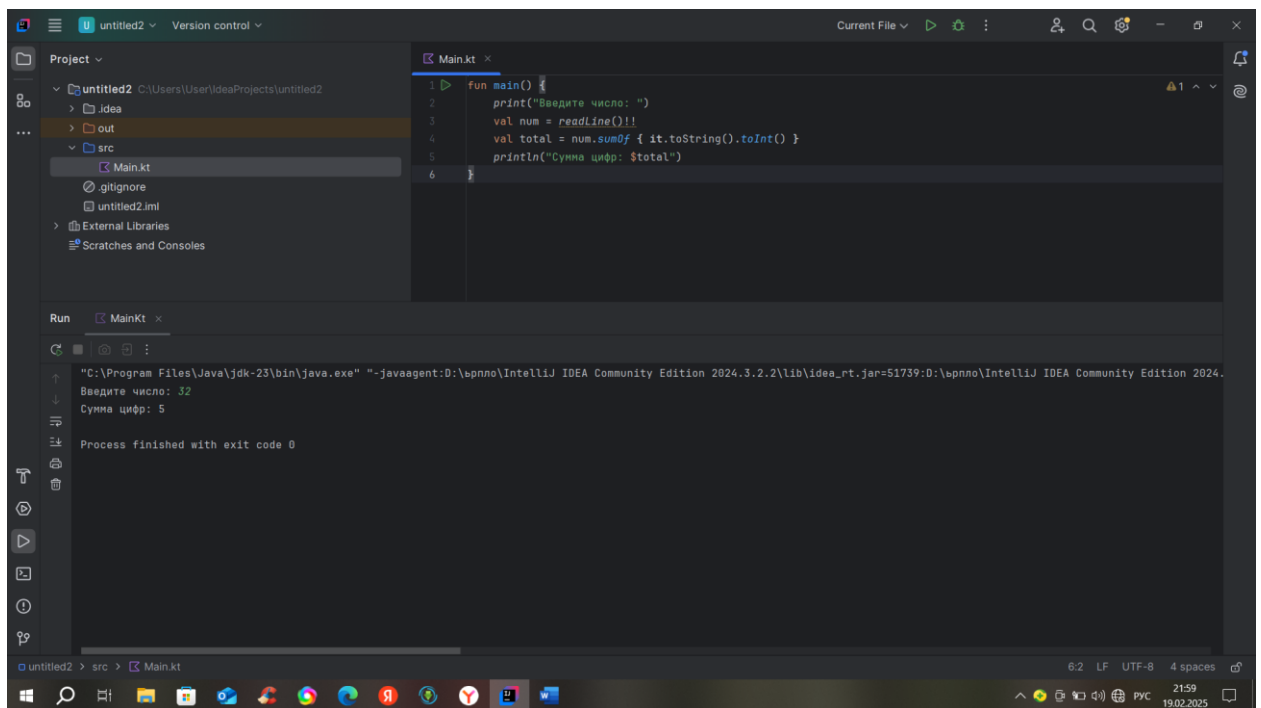 U untitled2 Version control Current File
Project
Main.kt
untitled2 C:\Users\User\IdeaProjects\untitled2
.idea
out
src
Main.kt
.gitignore
untitled2.iml
External Libraries
Scratches and Consoles
1 fun main() {
2 print("Введите число: ")
3 val num = readLine()!!
4 val total = num.sumOf { it.toString().toInt() }
5 println("Сумма цифр: $total")
6 }
1
Run MainKt
"C:\Program Files\Java\jdk-23\bin\java.exe" "-javaagent:D:\ьрпло\IntelliJ IDEA Community Edition 2024.3.2.2\lib\idea_rt.jar=51739:D:\ьрпло\IntelliJ IDEA Community Edition 2024.
Введите число: 32
Сумма цифр: 5
Process finished with exit code 0
untitled2 > src > Main.kt 6:2 LF UTF-8 4 spaces
РУС 21:59
19.02.2025